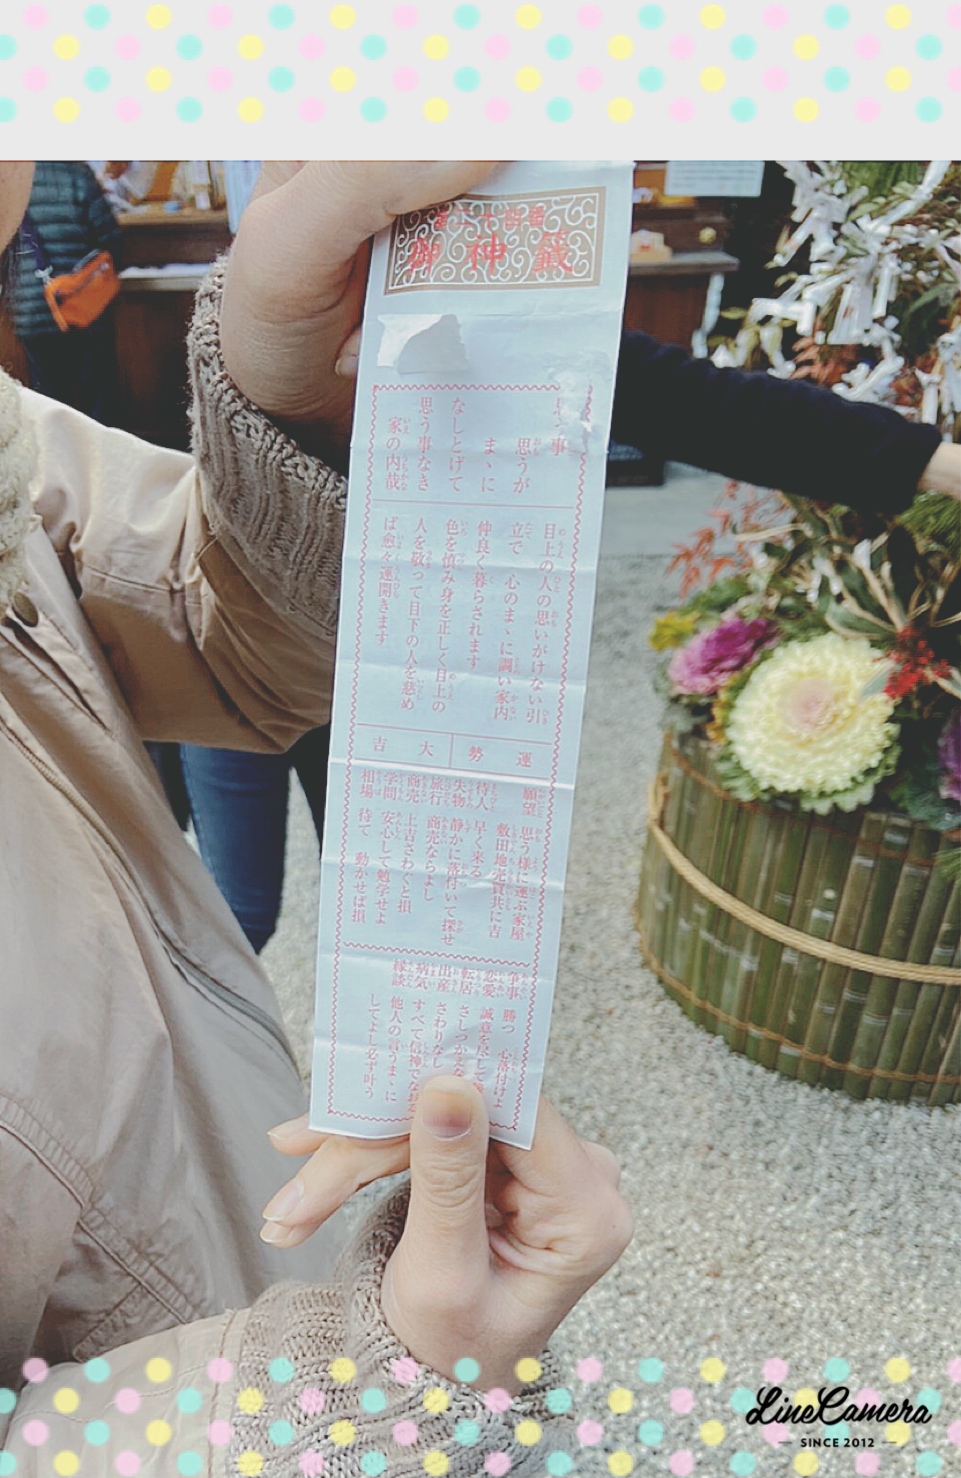 御神籤
思う事
思うが
まゝに
なしとげて
思う事なき
家の内哉
目上の人の思いがけない引
立で 心のまゝに調い家内
仲良く暮らされます
色を慎み身を正しく目上の
人を敬って目下の人を慈め
ば愈々運開きます
運勢 大吉
願望 思う様に運ぶ家屋
敷田地売買共に吉
待人 早く来る
失物 静かに落付いて探せ
旅行 商売ならよし
商売 上吉さわぐと損
学問 安心して勉学せよ
相場 待て 動かせば損
争事 勝つ 心落付けよ
恋愛 誠意を尽して
転居 さしつかえな
出産 さわりなし
病気 すべて信神でなおる
縁談 他人の言うまゝに
してよし必ず叶う
LineCamera
SINCE 2012